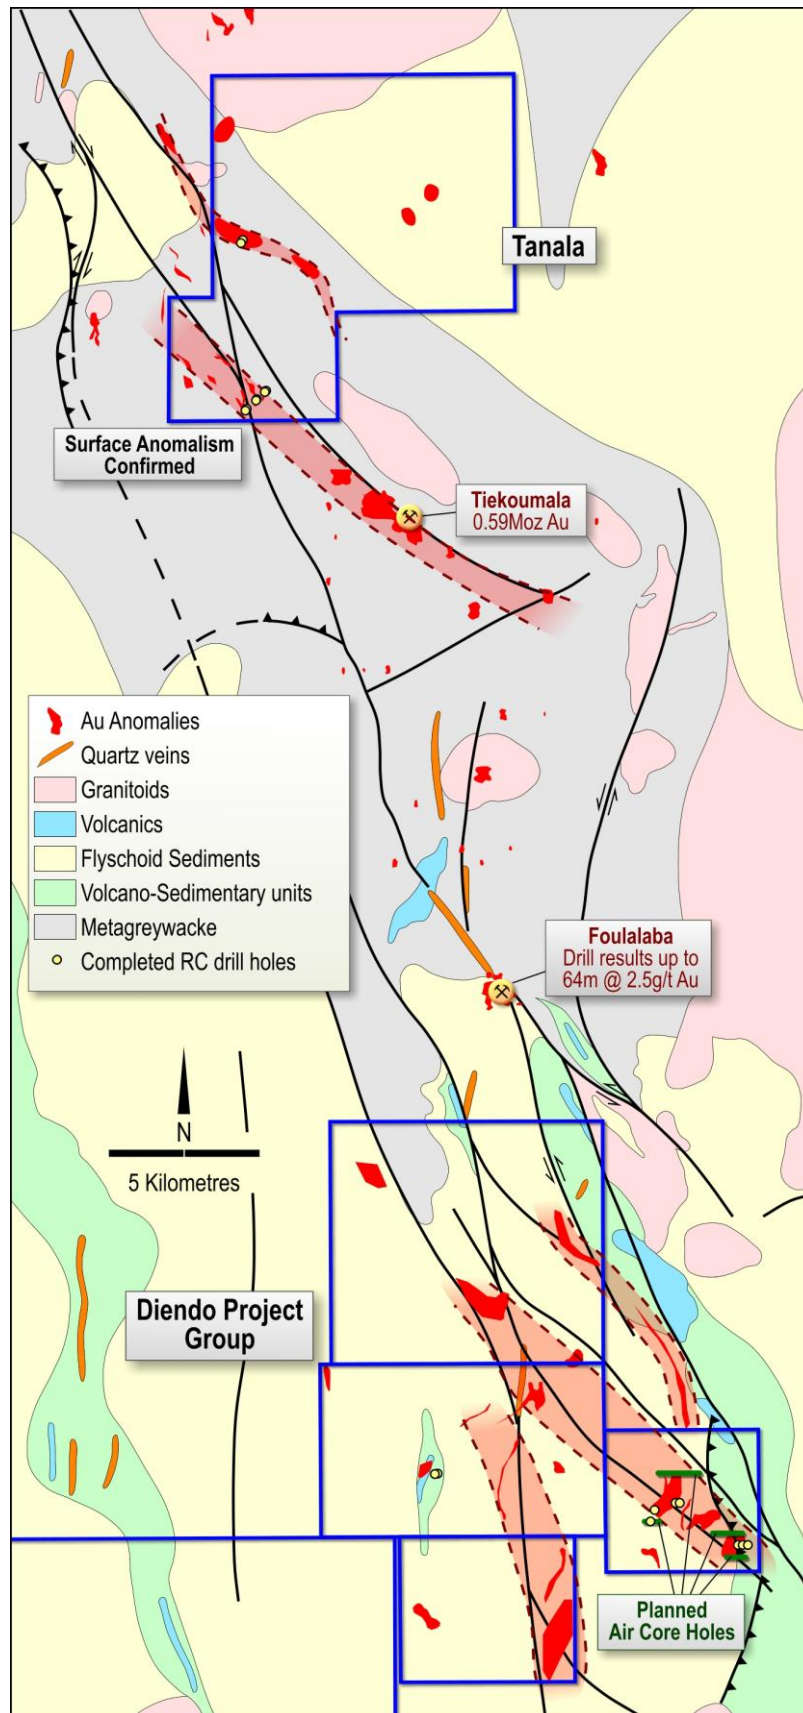 Tanala
Surface Anomalism
Confirmed
Tiekoumala
0.59Moz Au
Au Anomalies
Quartz veins
Granitoids
Volcanics
Flyschoid Sediments
Volcano-Sedimentary units
Metagreywacke
Completed RC drill holes
Foulalaba
Drill results up to
64m @ 2.5g/t Au
N
5 Kilometres
Diendo Project
Group
Planned
Air Core Holes